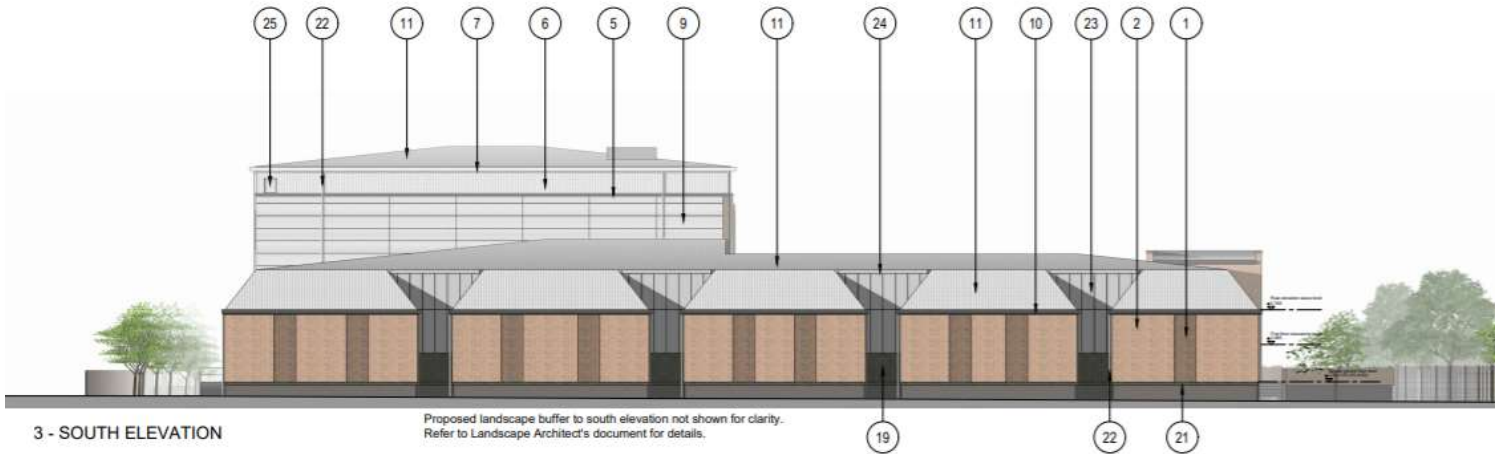 25 22 11 7 6 5 9 11 24 11 10 23 2 1
3 - SOUTH ELEVATION
Proposed landscape buffer to south elevation not shown for clarity.
Refer to Landscape Architect's document for details.
19 22 21